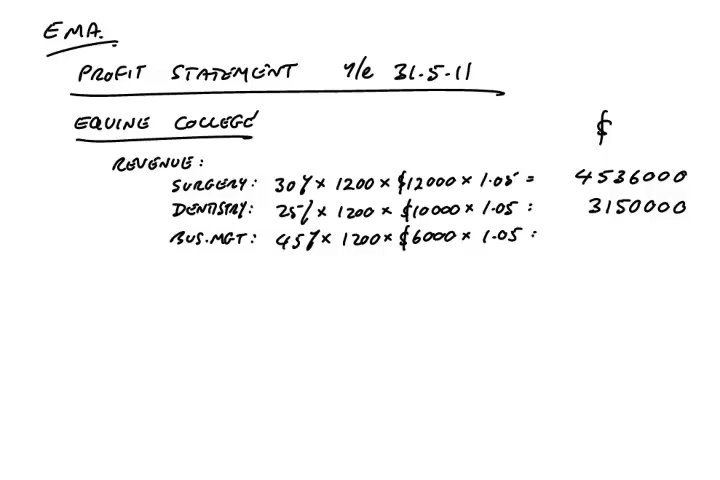 EMA.
PROFIT STATEMENT Y/e 31.5.11
EQUINE COLLEGE
$
REVENUE:
SURGERY: 30% × 1200 × $12000 × 1.05 = 4536000
DENTISTRY: 25% × 1200 × $10000 × 1.05 : 3150000
BUS.MGT: 45% × 1200 × $6000 × 1.05 :